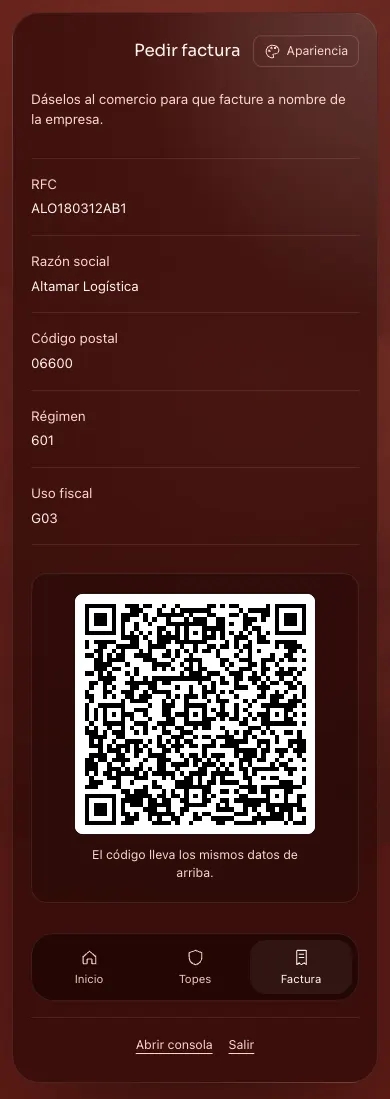 Pedir factura
Apariencia
Dáselos al comercio para que facture a nombre de
la empresa.
RFC
ALO180312AB1
Razón social
Altamar Logística
Código postal
06600
Régimen
601
Uso fiscal
G03
El código lleva los mismos datos de
arriba.
Inicio
Topes
Factura
Abrir consola
Salir